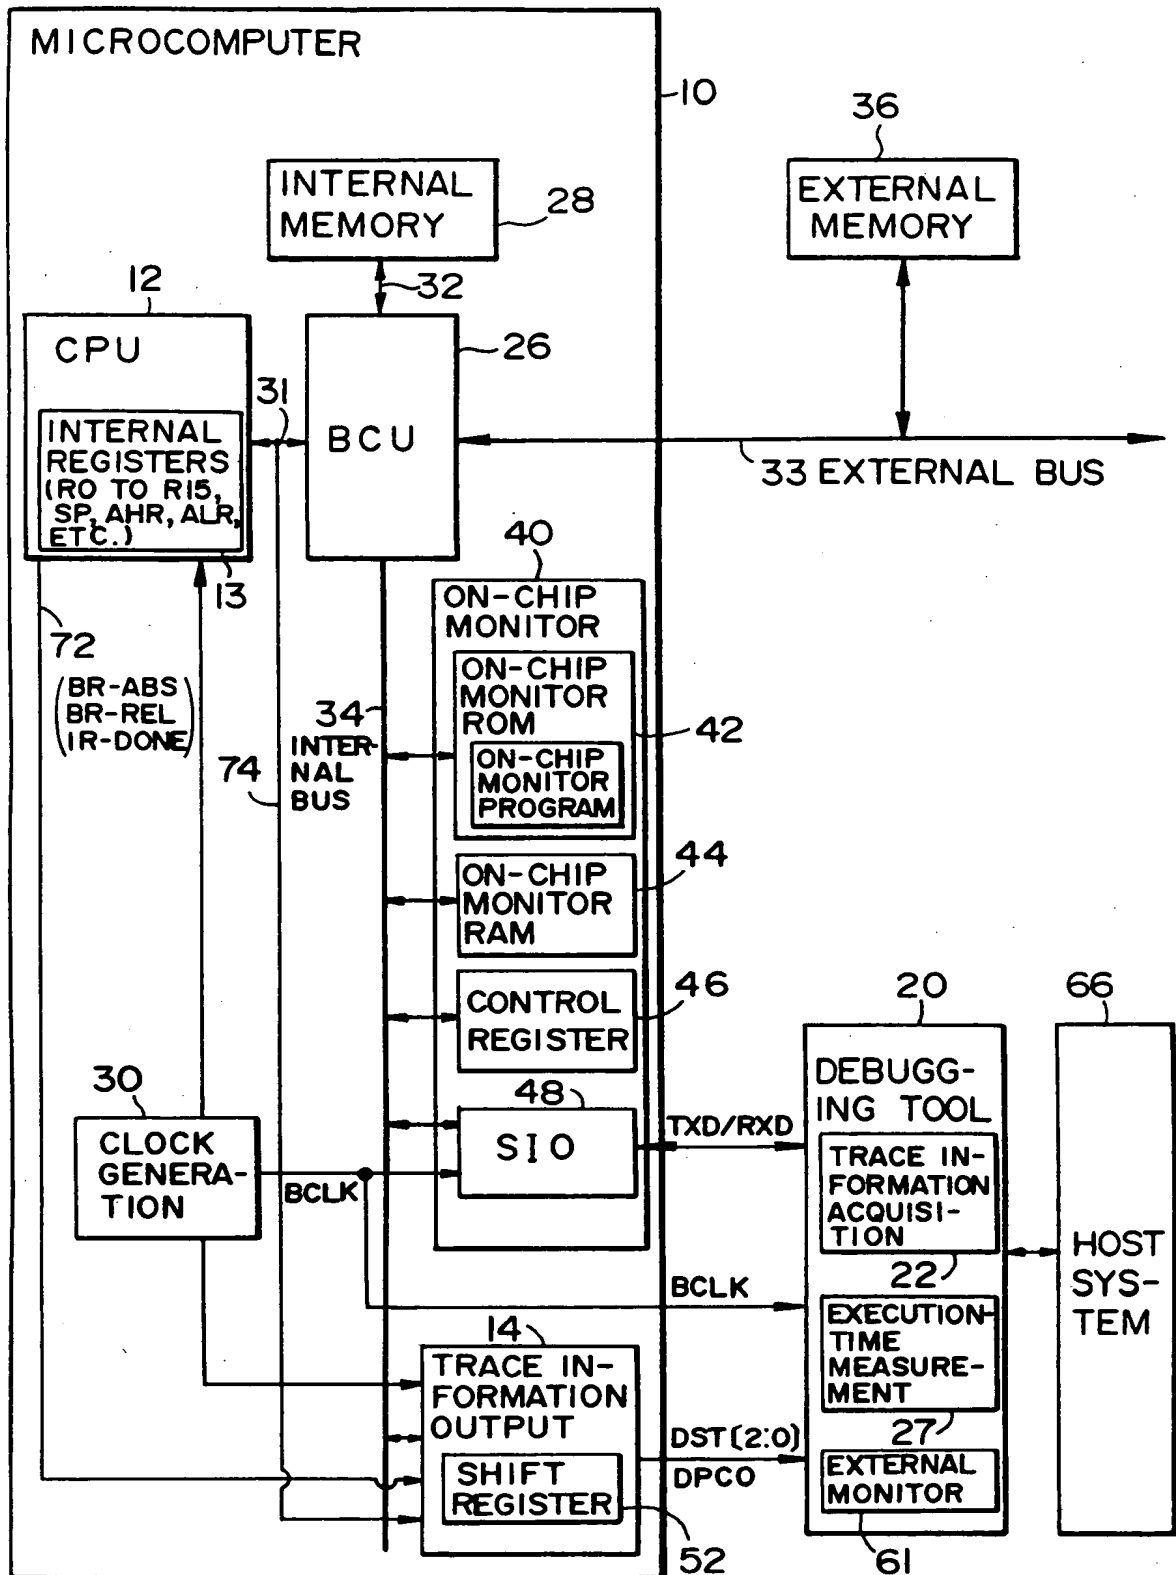 MICROCOMPUTER
10
36
INTERNAL
MEMORY
28
EXTERNAL
MEMORY
32
12
CPU
26
31
BCU
INTERNAL
REGISTERS
(R0 TO R15,
SP, AHR, ALR,
ETC.)
33 EXTERNAL BUS
13
40
ON-CHIP
MONITOR
72
(BR-ABS
BR-REL
IR-DONE)
ON-CHIP
MONITOR
ROM
34
42
INTER-
NAL
BUS
74
ON-CHIP
MONITOR
PROGRAM
44
ON-CHIP
MONITOR
RAM
46
CONTROL
REGISTER
20
66
30
48
DEBUGG-
ING TOOL
CLOCK
GENERA-
TION
SIO
TXD/RXD
BCLK
TRACE IN-
FORMATION
ACQUISI-
TION
22
HOST
SYS-
TEM
BCLK
14
EXECUTION-
TIME
MEASURE-
MENT
27
TRACE IN-
FORMATION
OUTPUT
DST(2:0)
DPCO
SHIFT
REGISTER
EXTERNAL
MONITOR
52
61